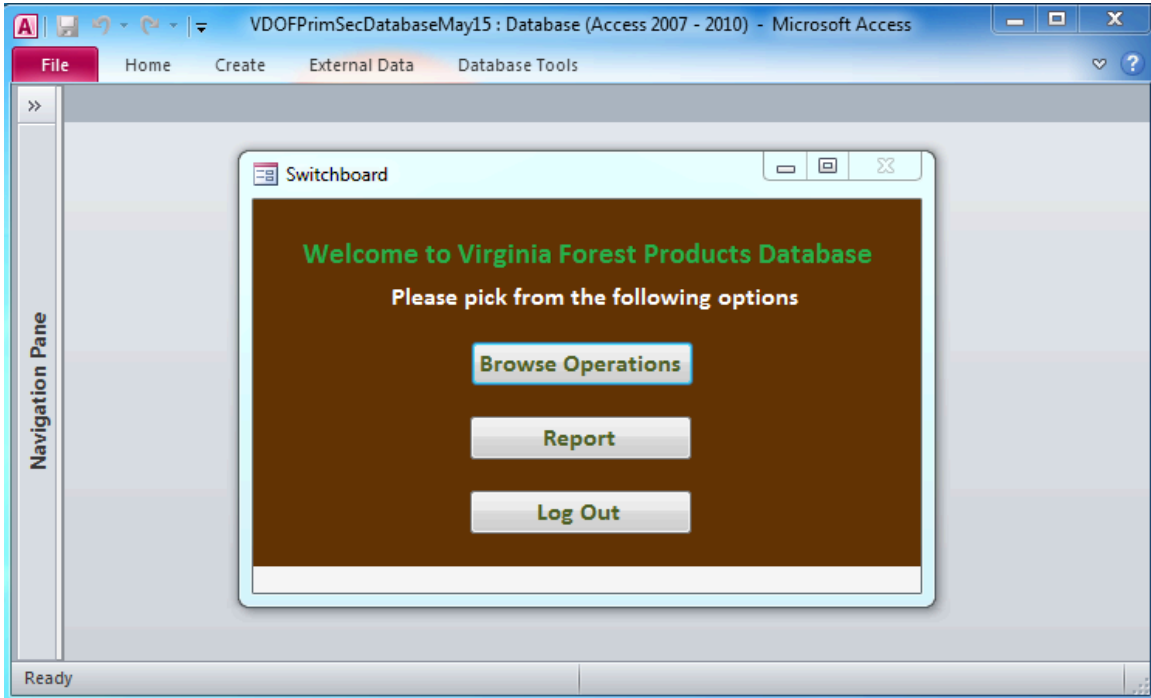 VDOFPrimSecDatabaseMay15 : Database (Access 2007 - 2010) - Microsoft Access
File Home Create External Data Database Tools
Switchboard
Welcome to Virginia Forest Products Database
Please pick from the following options
Browse Operations
Report
Log Out
Navigation Pane
Ready